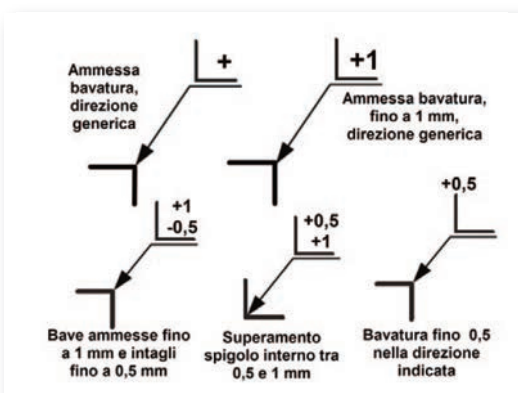 +
Ammessa
bavatura,
direzione
generica
+1
Ammessa bavatura,
fino a 1 mm,
direzione generica
+1
-0,5
Bave ammesse fino
a 1 mm e intagli
fino a 0,5 mm
+0,5
+1
Superamento
spigolo interno tra
0,5 e 1 mm
+0,5
Bavatura fino 0,5
nella direzione
indicata